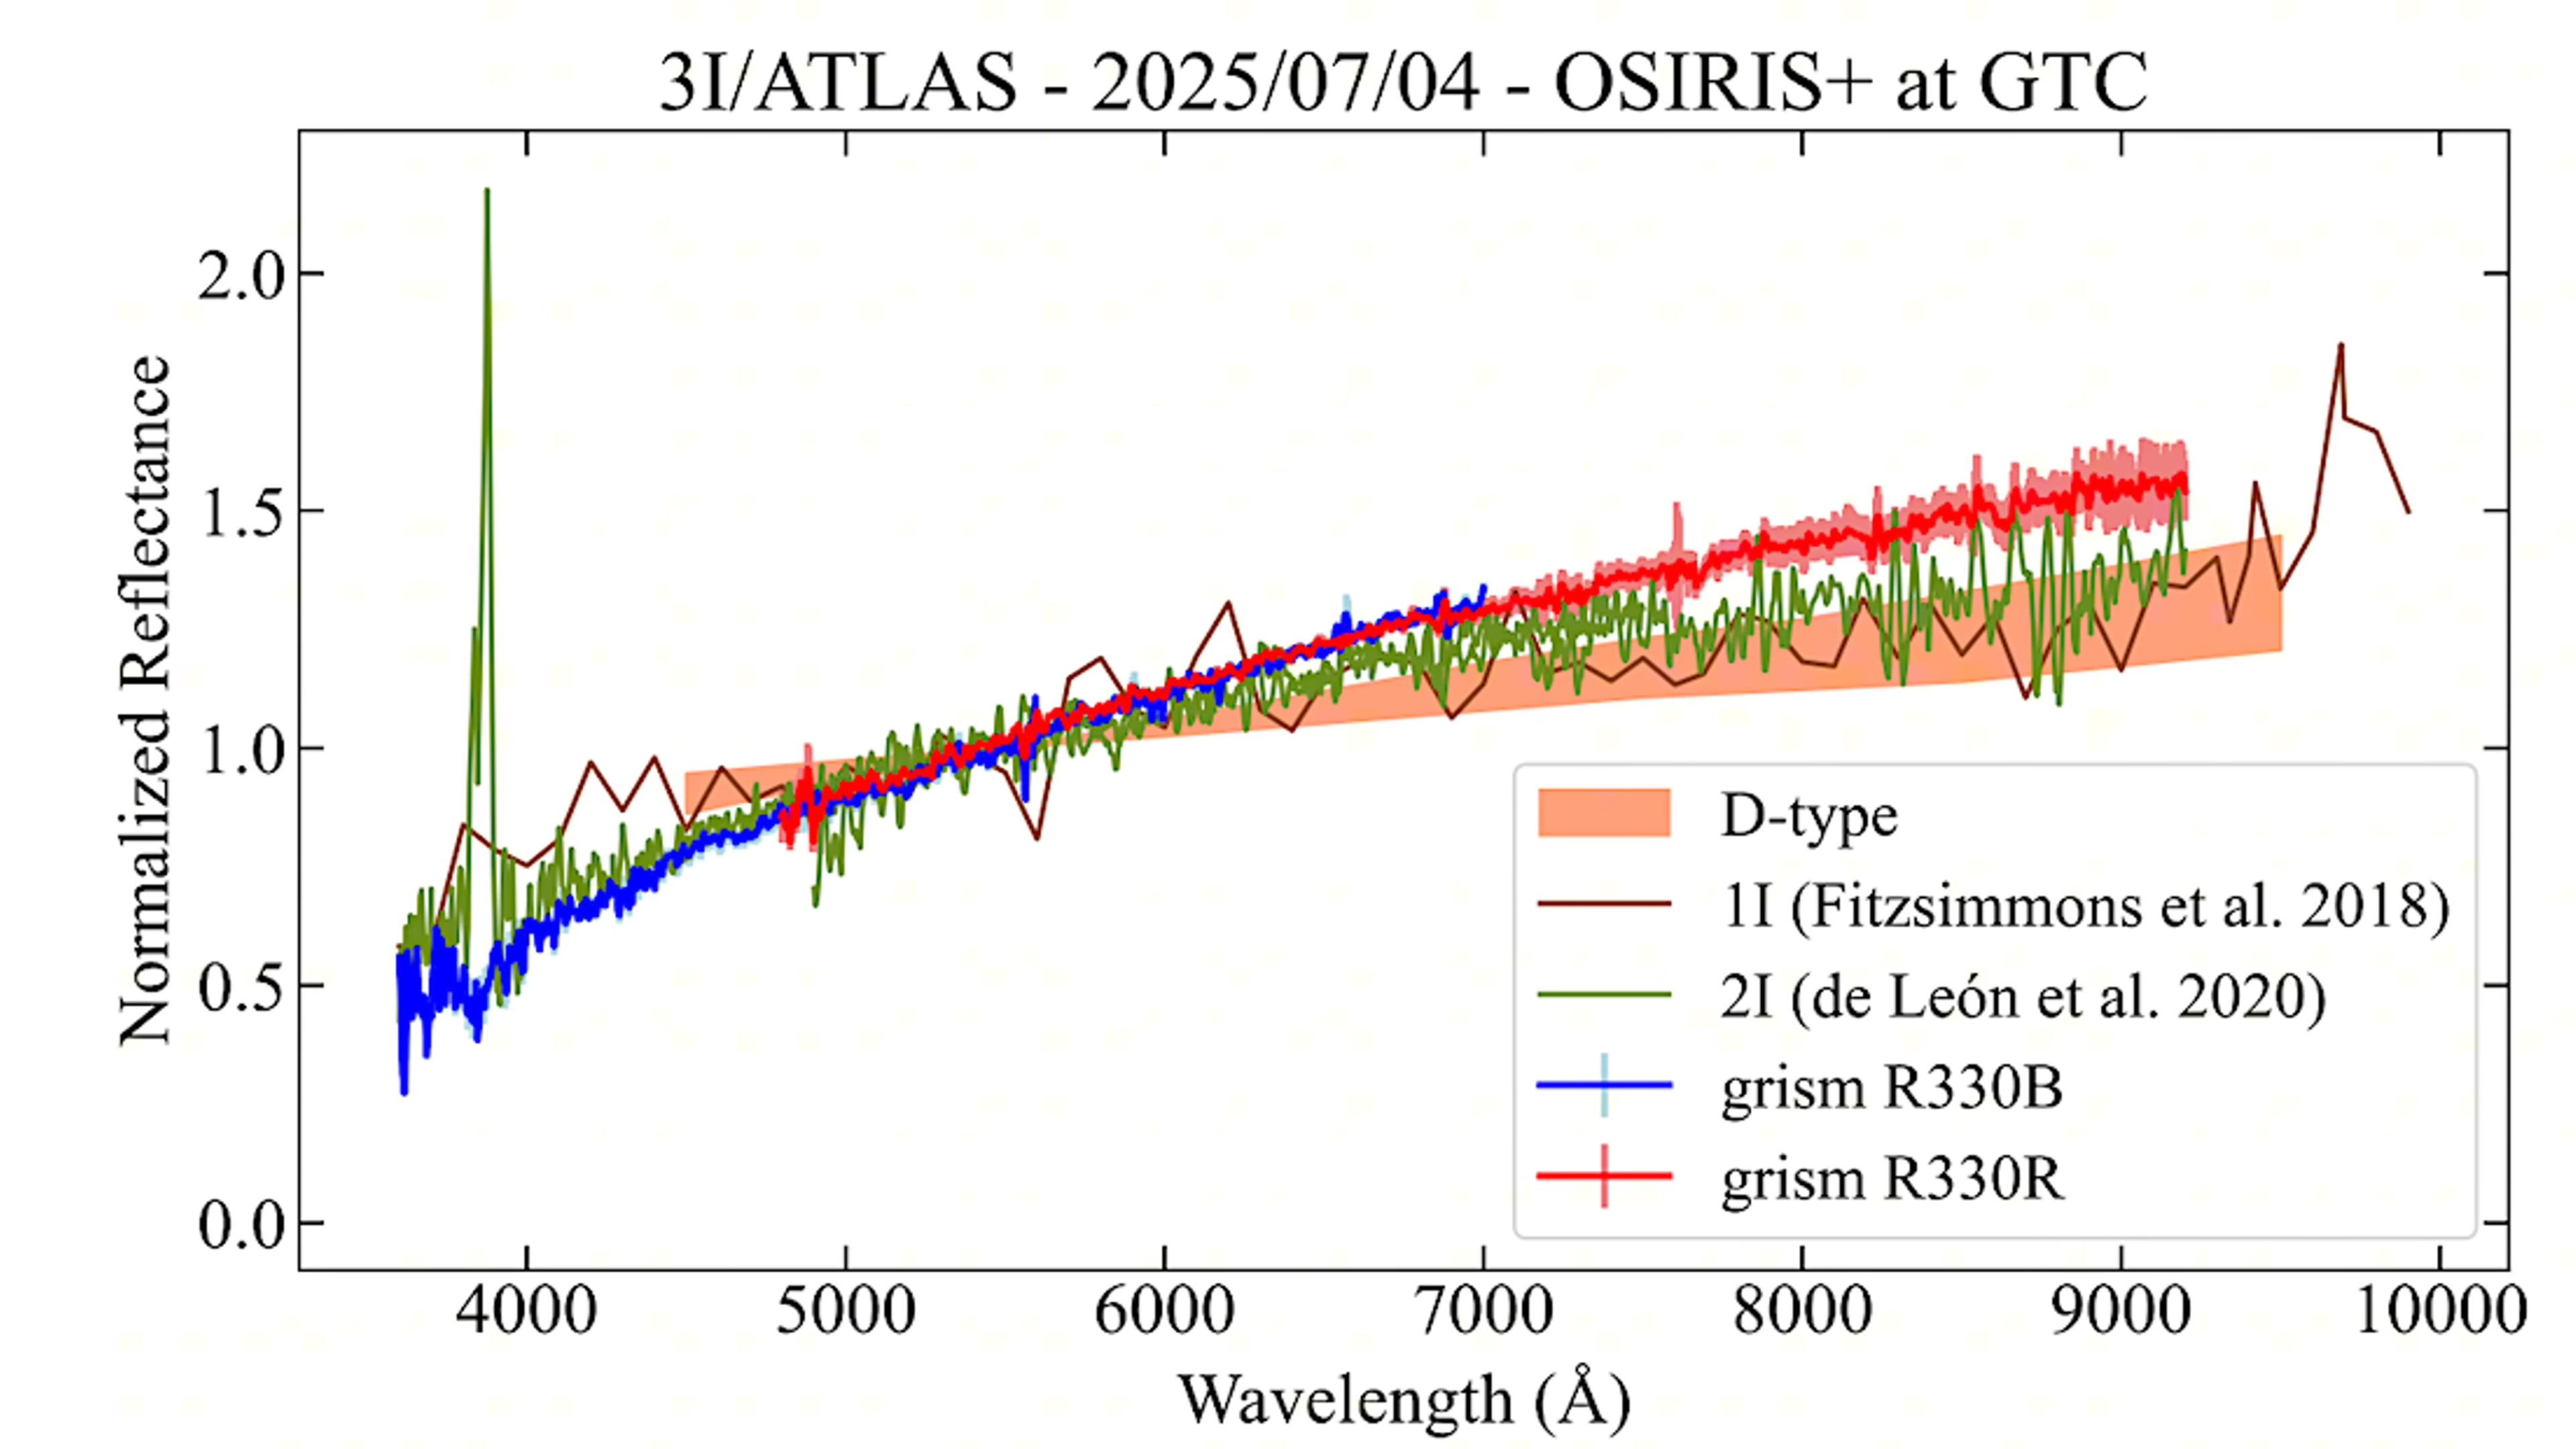 3I/ATLAS - 2025/07/04 - OSIRIS+ at GTC
Normalized Reflectance
2.0
1.5
1.0
0.5
0.0
D-type
1I (Fitzsimmons et al. 2018)
2I (de León et al. 2020)
grism R330B
grism R330R
4000 5000 6000 7000 8000 9000 10000
Wavelength (Å)